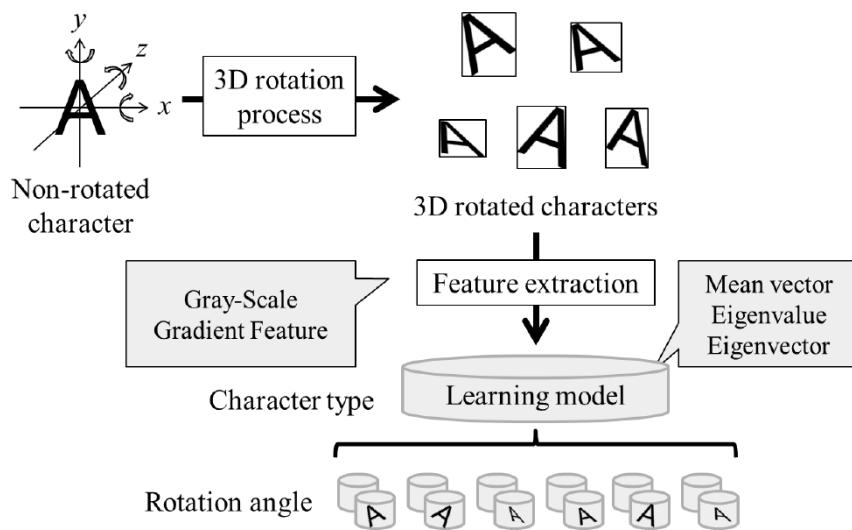 y
z
x
A
3D rotation
process
Non-rotated
character
A A
A A A
3D rotated characters
Feature extraction
Gray-Scale
Gradient Feature
Mean vector
Eigenvalue
Eigenvector
Character type
Learning model
Rotation angle
A A A A A A